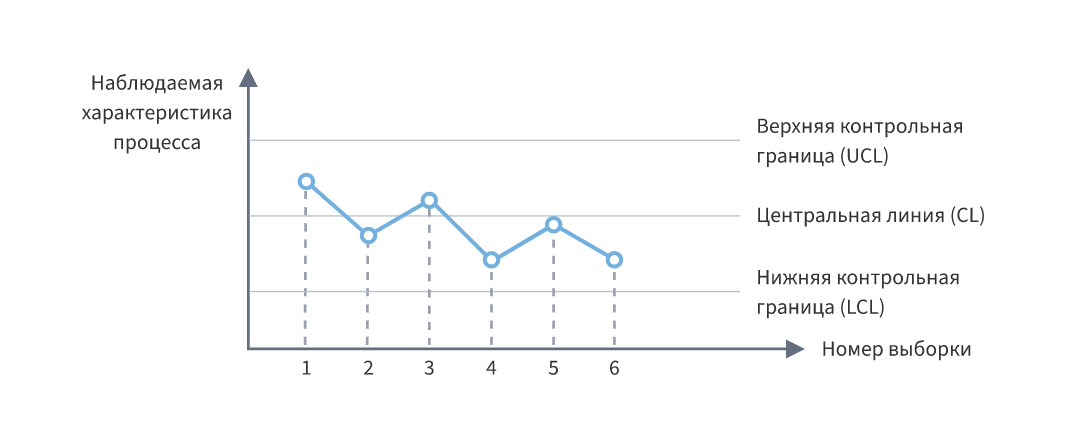 Наблюдаемая
характеристика
процесса
Верхняя контрольная
граница (UCL)
Центральная линия (CL)
Нижняя контрольная
граница (LCL)
Номер выборки
1 2 3 4 5 6